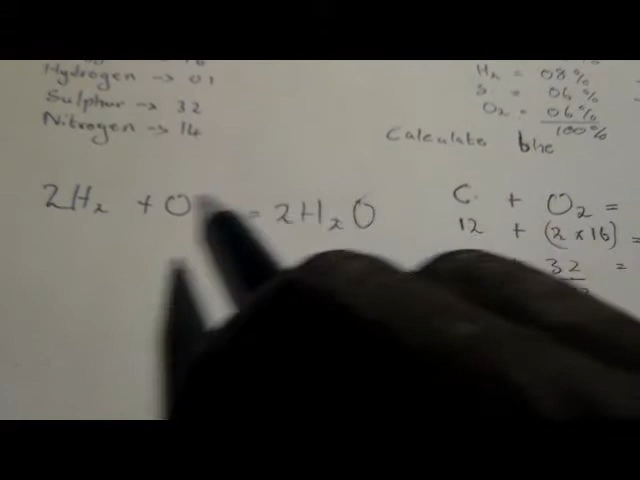 Hydrogen → 01
Sulphur → 32
Nitrogen → 14
H2 = 08%
S. = 06%
O2 = 06%
100%
Calculate the
2H2 + O = 2H2O
C. + O2 =
12 + (2 x 16) =
32 =